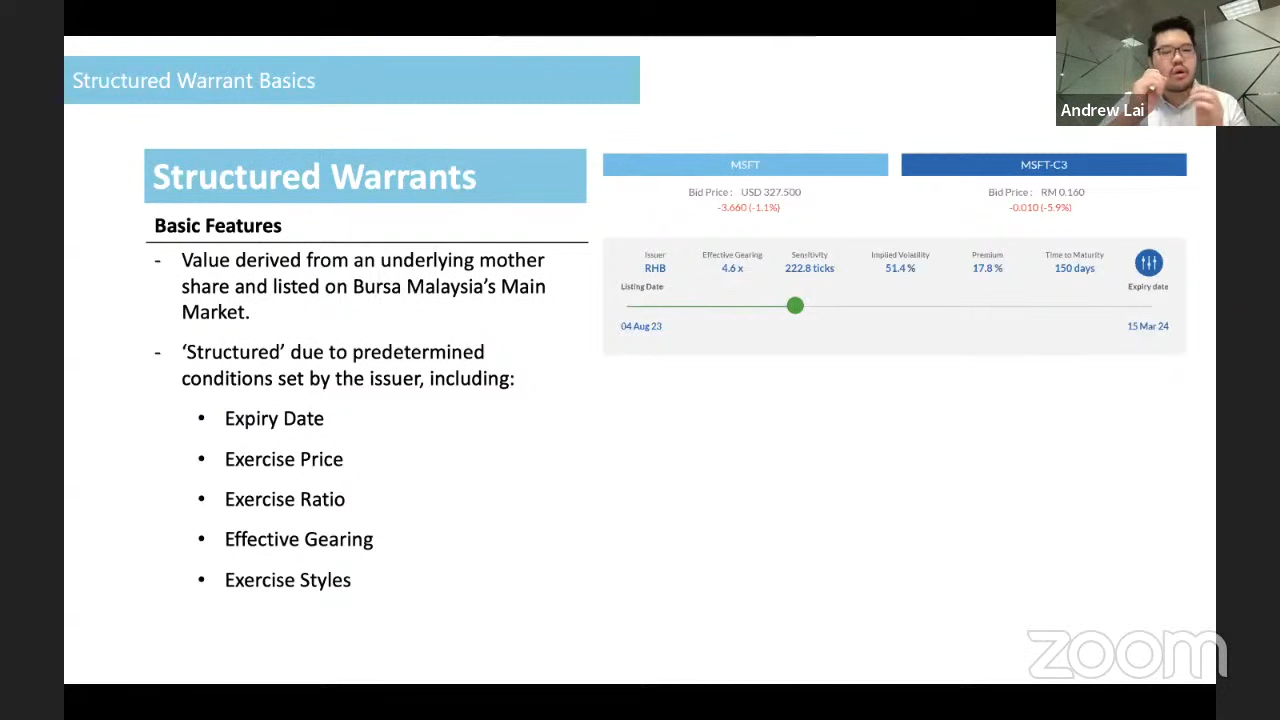 Structured Warrant Basics
Andrew Lai
Structured Warrants
Basic Features
- Value derived from an underlying mother
share and listed on Bursa Malaysia's Main
Market.
- ‘Structured’ due to predetermined
conditions set by the issuer, including:
• Expiry Date
• Exercise Price
• Exercise Ratio
• Effective Gearing
• Exercise Styles
MSFT
Bid Price : USD 327.500
-3.660 (-1.1%)
MSFT-C3
Bid Price : RM 0.160
-0.010 (-5.9%)
Issuer Effective Gearing Sensitivity Implied Volatility Premium Time to Maturity
RHB 4.6 x 222.8 ticks 51.4 % 17.8 % 150 days
Listing Date Expiry date
04 Aug 23 15 Mar 24
zoom